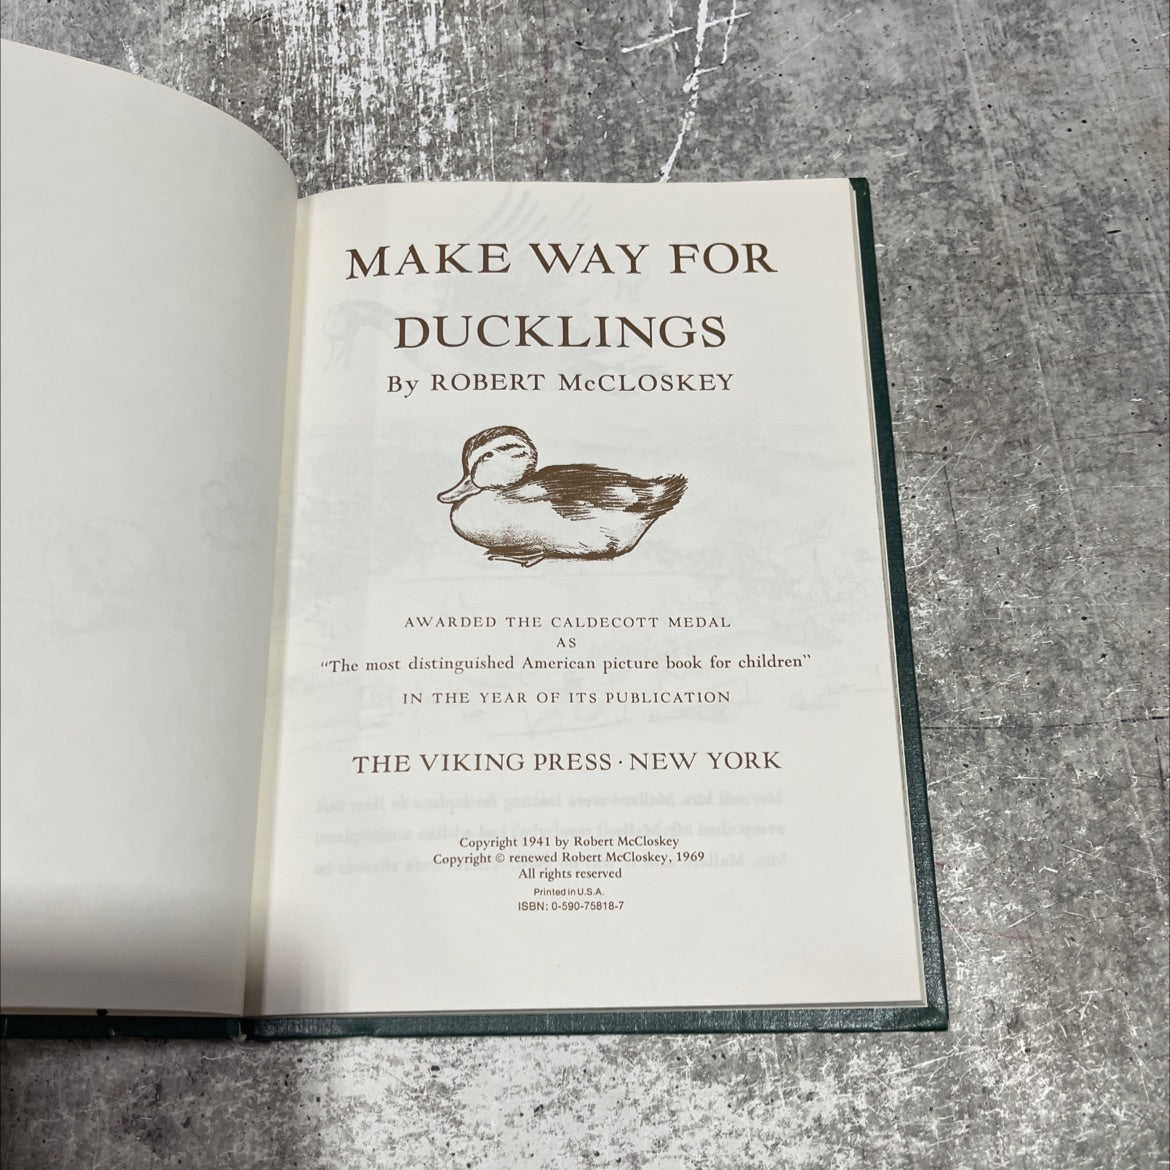 MAKE WAY FOR
DUCKLINGS
By ROBERT McCLOSKEY
AWARDED THE CALDECOTT MEDAL
AS
"The most distinguished American picture book for children"
IN THE YEAR OF ITS PUBLICATION
THE VIKING PRESS · NEW YORK
Copyright 1941 by Robert McCloskey
Copyright © renewed Robert McCloskey, 1969
All rights reserved
Printed in U.S.A.
ISBN: 0-590-75818-7